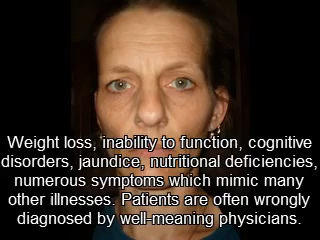 Weight loss, inability to function, cognitive
disorders, jaundice, nutritional deficiencies,
numerous symptoms which mimic many
other illnesses. Patients are often wrongly
diagnosed by well-meaning physicians.